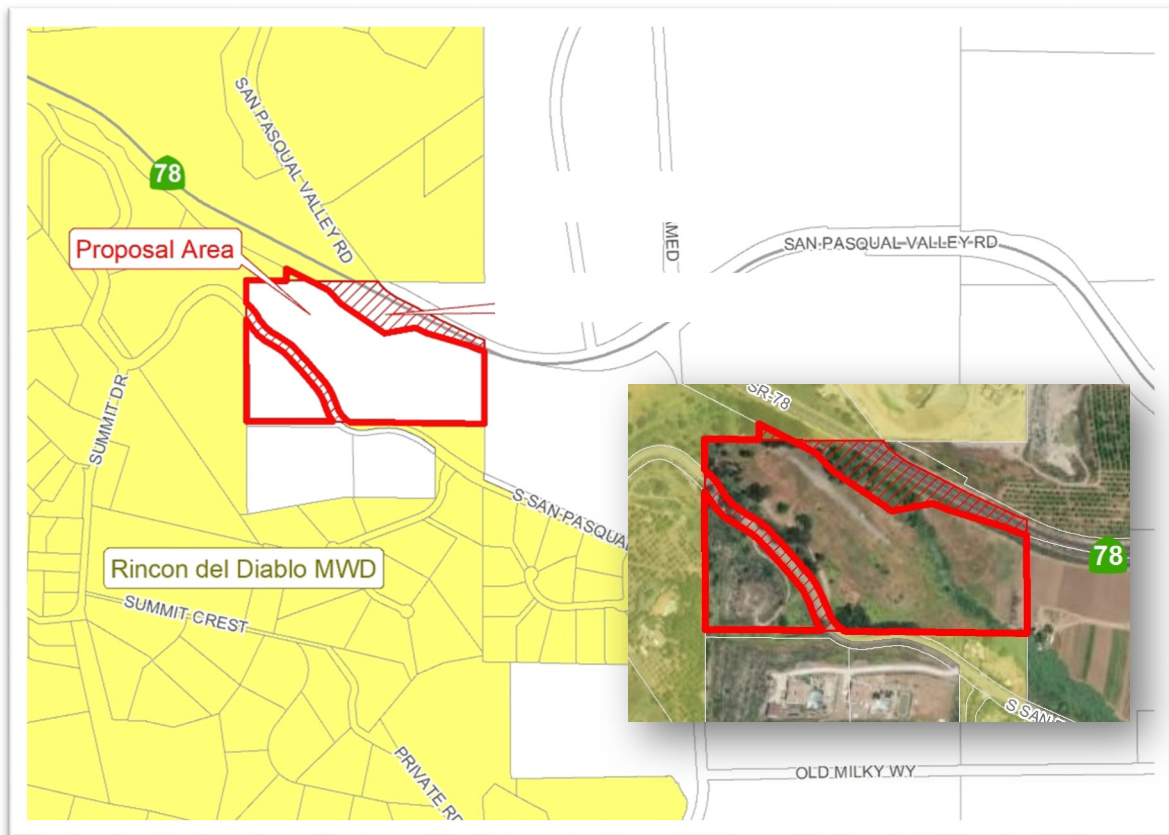 SAN PASQUAL VALLEY RD
78
Proposal Area
SAN PASQUAL VALLEY RD
SUMMIT DR
S SAN PASQUAL
Rincon del Diablo MWD
SUMMIT CREST
PRIVATE RD
OLD MILKY WY
SR-78
78
S SAN